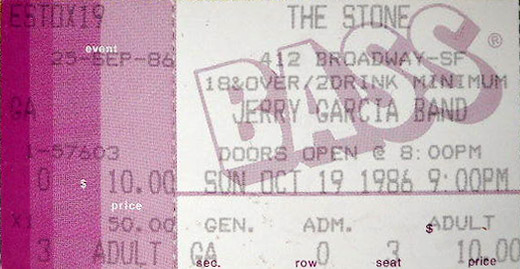 ESTOX19 THE STONE
event
25-SEP-86 412 BROADWAY-SF
BASS®
18&OVER/2DRINK MINIMUM
GA JERRY GARCIA BAND
1-57603 DOORS OPEN @ 8:00PM
0 $ 10.00 SUN OCT 19 1986 9:00PM
price
X1 50.00 GEN. ADM. $ ADULT
3 ADULT GA 0 3 10.00
sec. row seat price